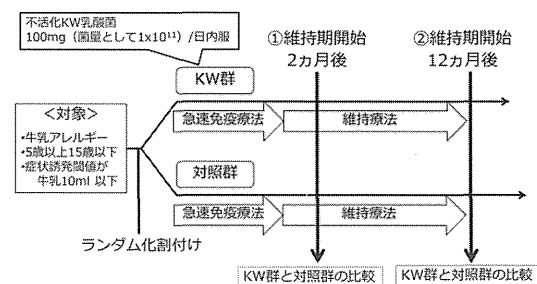 不活化KW乳酸菌
100mg（菌量として1x10¹¹）/日内服
①維持期開始
2ヵ月後
②維持期開始
12ヵ月後
KW群
急速免疫療法
維持療法
＜対象＞
•牛乳アレルギー
•5歳以上15歳以下
•症状誘発閾値が
牛乳10ml 以下
対照群
急速免疫療法
維持療法
ランダム化割付け
KW群と対照群の比較
KW群と対照群の比較